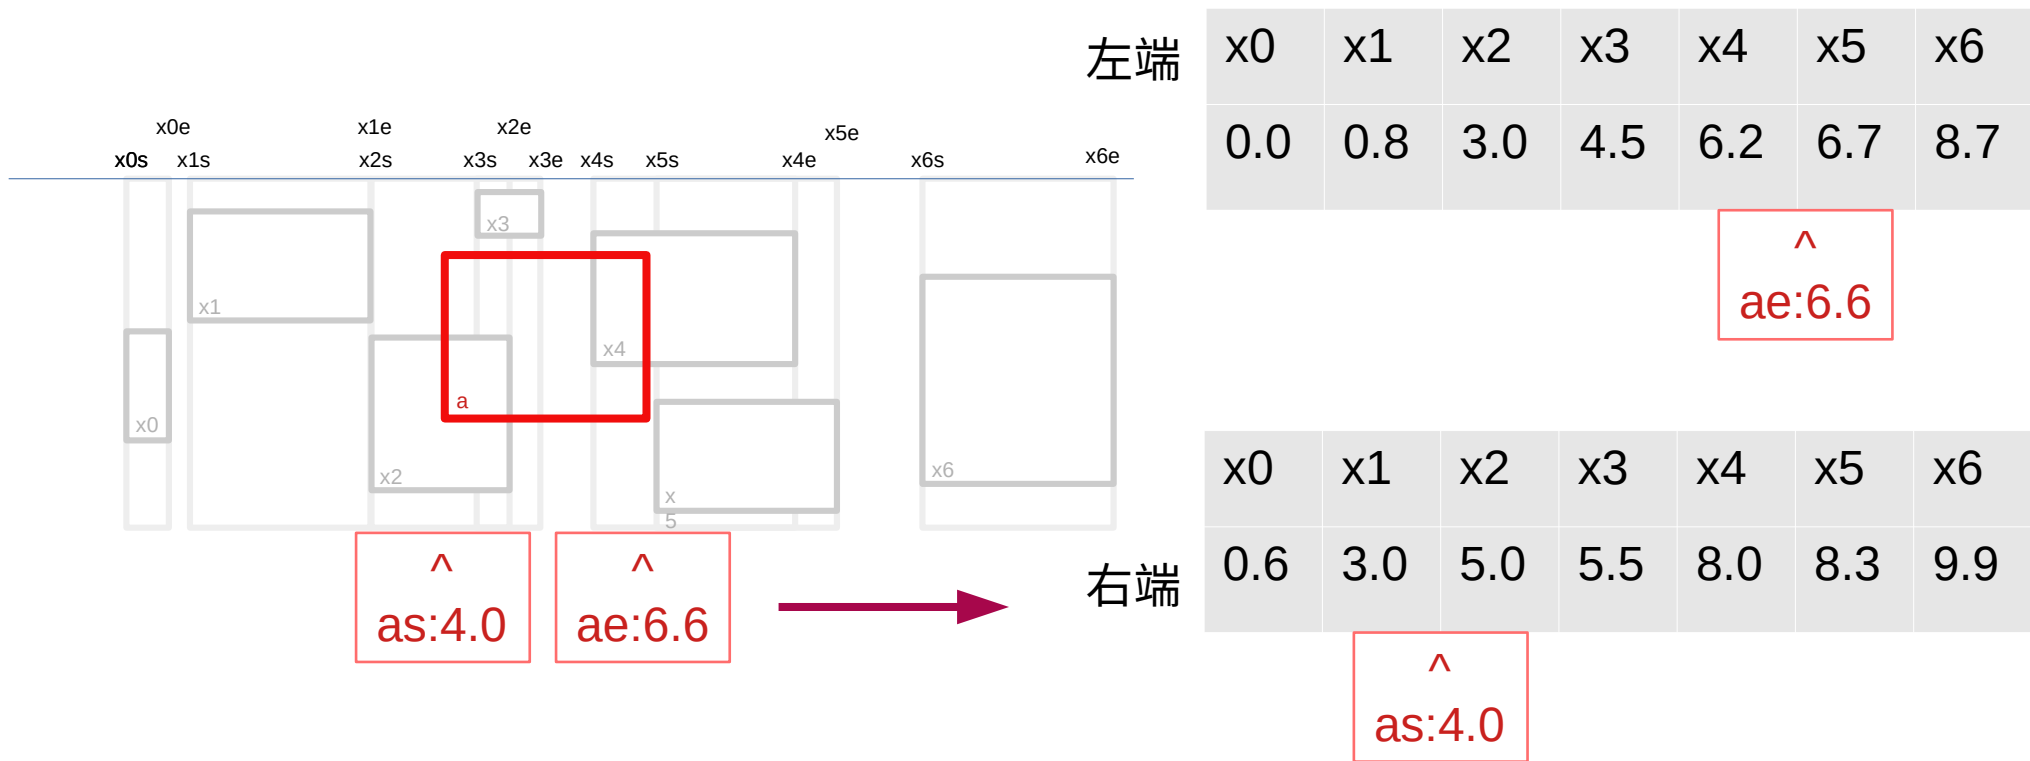 左端
x0 x1 x2 x3 x4 x5 x6
0.0 0.8 3.0 4.5 6.2 6.7 8.7
^
ae:6.6
x0e x1e x2e x5e
x0s x1s x2s x3s x3e x4s x5s x4e x6s x6e
x3
x1
x4
a
x0
x2
x6
x
5
^
as:4.0
^
ae:6.6
右端
x0 x1 x2 x3 x4 x5 x6
0.6 3.0 5.0 5.5 8.0 8.3 9.9
^
as:4.0